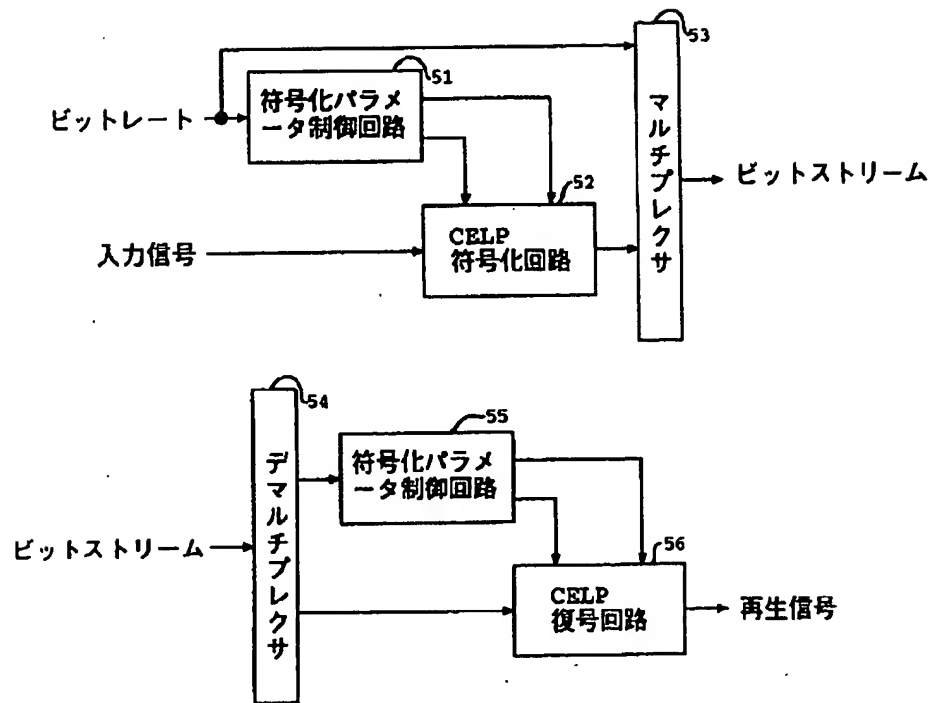 53
51
ビットレート
符号化パラメ
ータ制御回路
マルチプレクサ
ビットストリーム
52
入力信号
CELP
符号化回路
54
55
デマルチプレクサ
符号化パラメ
ータ制御回路
ビットストリーム
56
CELP
復号回路
再生信号